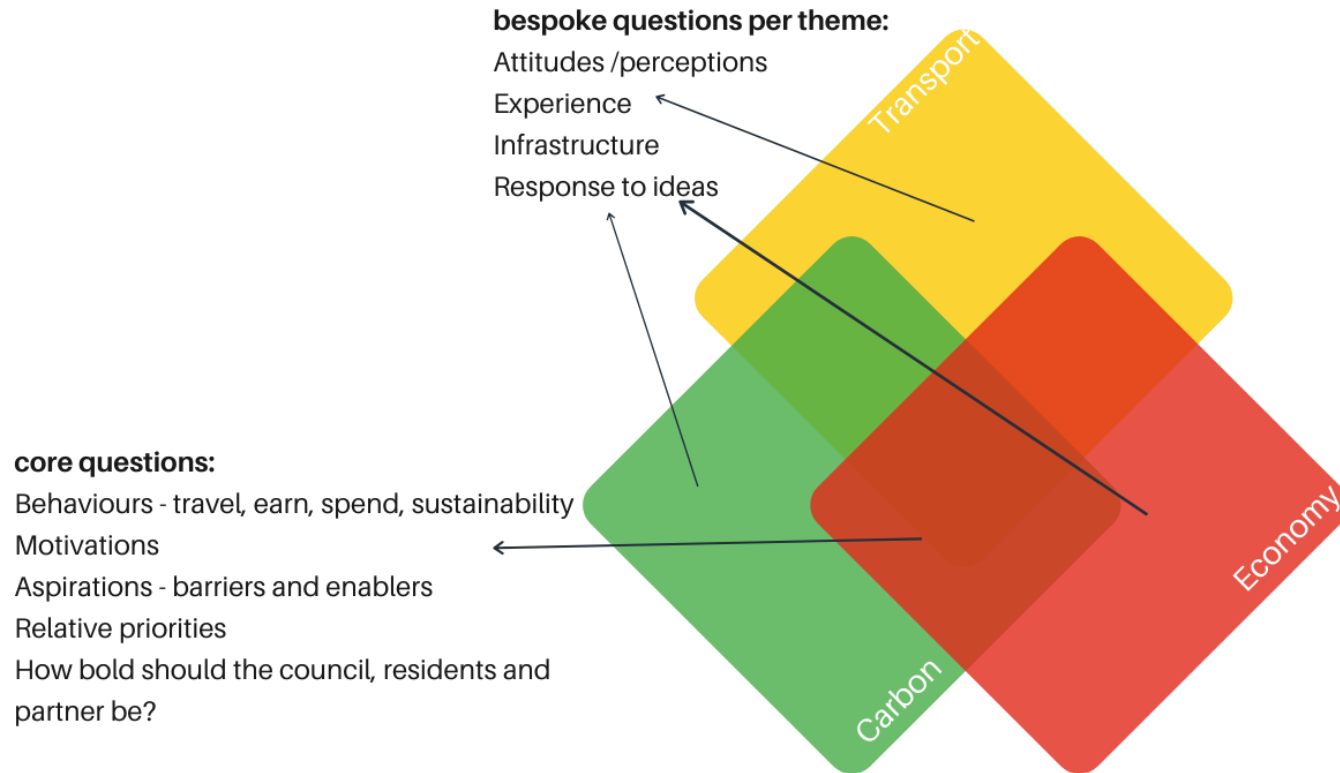 bespoke questions per theme:
Attitudes /perceptions
Experience
Infrastructure
Response to ideas
Transport
core questions:
Behaviours - travel, earn, spend, sustainability
Motivations
Aspirations - barriers and enablers
Relative priorities
How bold should the council, residents and
partner be?
Economy
Carbon